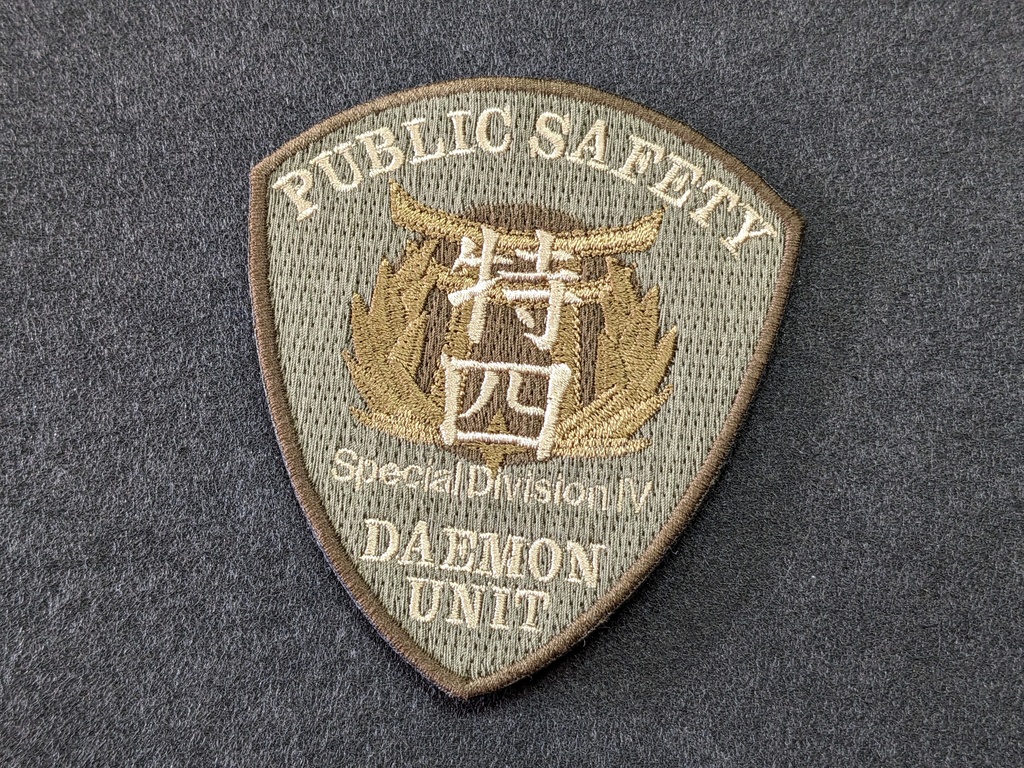 PUBLIC SAFETY
特
四
Special Division IV
DAEMON
UNIT